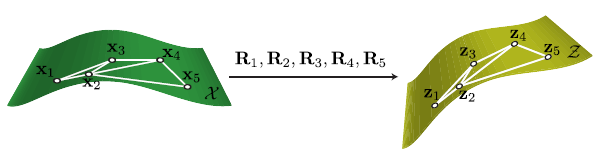 x₁ x₂ x₃ x₄ x₅ 𝒳
R₁, R₂, R₃, R₄, R₅
z₁ z₂ z₃ z₄ z₅ 𝒵